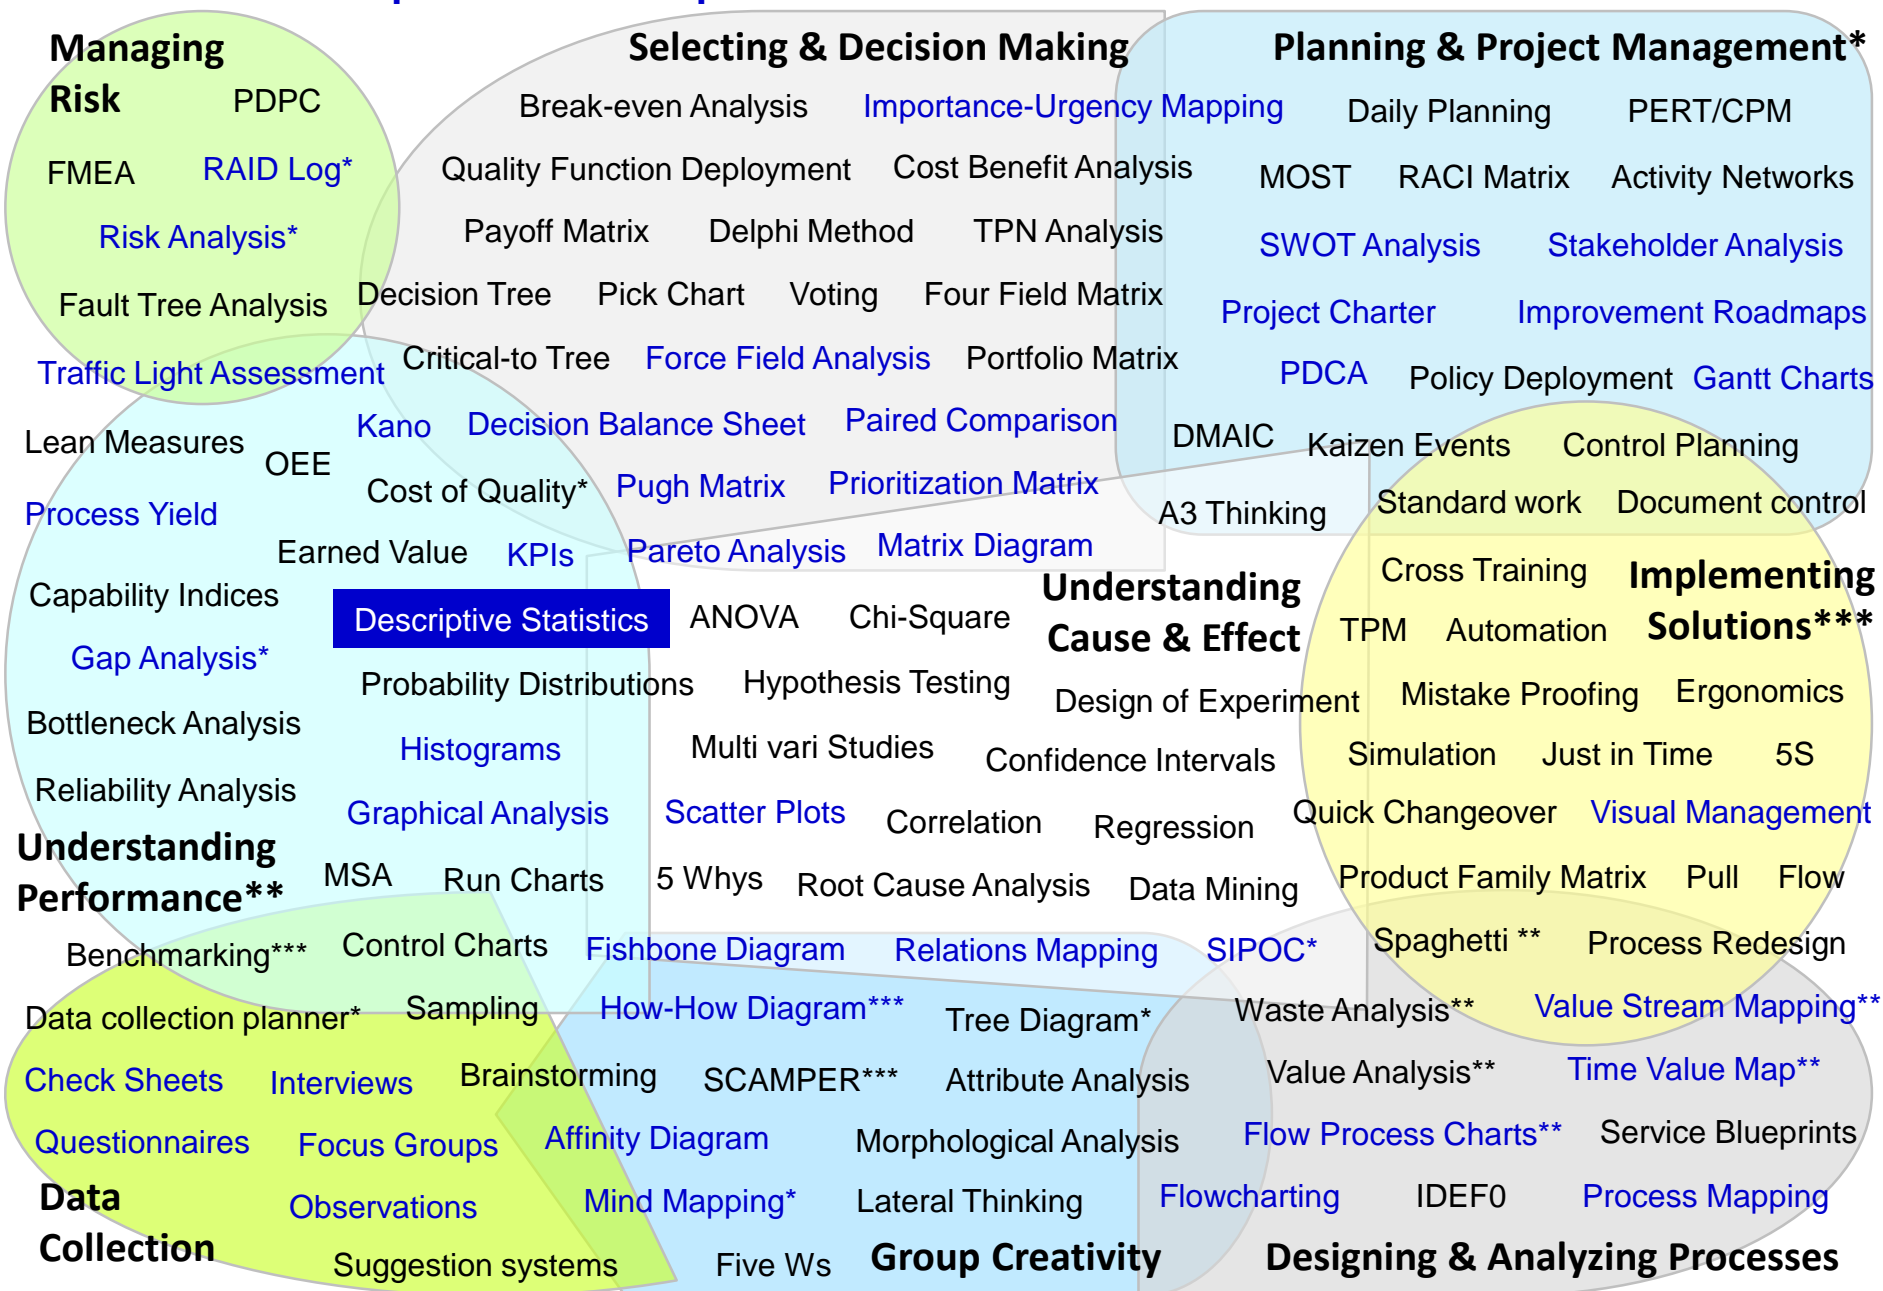 Managing
Risk
Selecting & Decision Making
Planning & Project Management*
PDPC
Break-even Analysis Importance-Urgency Mapping
Daily Planning PERT/CPM
FMEA RAID Log*
Quality Function Deployment Cost Benefit Analysis
MOST RACI Matrix Activity Networks
Risk Analysis*
Payoff Matrix Delphi Method TPN Analysis
SWOT Analysis Stakeholder Analysis
Fault Tree Analysis
Decision Tree Pick Chart Voting Four Field Matrix
Project Charter Improvement Roadmaps
Traffic Light Assessment
Critical-to Tree Force Field Analysis Portfolio Matrix
PDCA Policy Deployment Gantt Charts
Lean Measures
Kano Decision Balance Sheet Paired Comparison
DMAIC Kaizen Events Control Planning
OEE
Cost of Quality* Pugh Matrix Prioritization Matrix
Process Yield
A3 Thinking Standard work Document control
Earned Value KPIs Pareto Analysis Matrix Diagram
Cross Training
Implementing
Solutions***
Capability Indices
Descriptive Statistics ANOVA Chi-Square
Understanding
Cause & Effect
TPM Automation
Gap Analysis*
Probability Distributions Hypothesis Testing
Design of Experiment Mistake Proofing Ergonomics
Bottleneck Analysis
Histograms Multi vari Studies Confidence Intervals
Simulation Just in Time 5S
Reliability Analysis
Graphical Analysis Scatter Plots Correlation Regression
Quick Changeover Visual Management
Understanding
Performance**
MSA Run Charts 5 Whys Root Cause Analysis Data Mining
Product Family Matrix Pull Flow
Benchmarking*** Control Charts Fishbone Diagram Relations Mapping SIPOC*
Spaghetti ** Process Redesign
Data collection planner* Sampling How-How Diagram*** Tree Diagram*
Waste Analysis** Value Stream Mapping**
Check Sheets Interviews Brainstorming SCAMPER*** Attribute Analysis
Value Analysis** Time Value Map**
Questionnaires Focus Groups Affinity Diagram Morphological Analysis
Flow Process Charts** Service Blueprints
Data
Collection
Observations Mind Mapping* Lateral Thinking
Flowcharting IDEF0 Process Mapping
Suggestion systems Five Ws
Group Creativity
Designing & Analyzing Processes